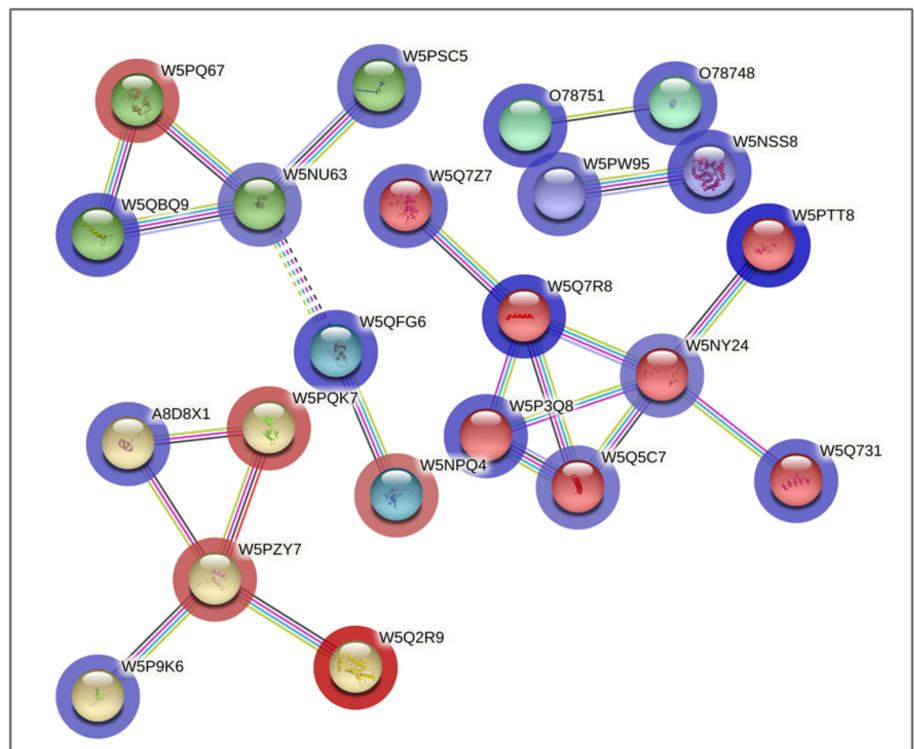 W5PSC5
W5PQ67
O78748
O78751
W5NSS8
W5PW95
W5NU63
W5Q7Z7
W5QBQ9
W5PTT8
W5Q7R8
W5QFG6
W5NY24
W5PQK7
W5P3Q8
A8D8X1
W5Q731
W5Q5C7
W5NPQ4
W5PZY7
W5Q2R9
W5P9K6